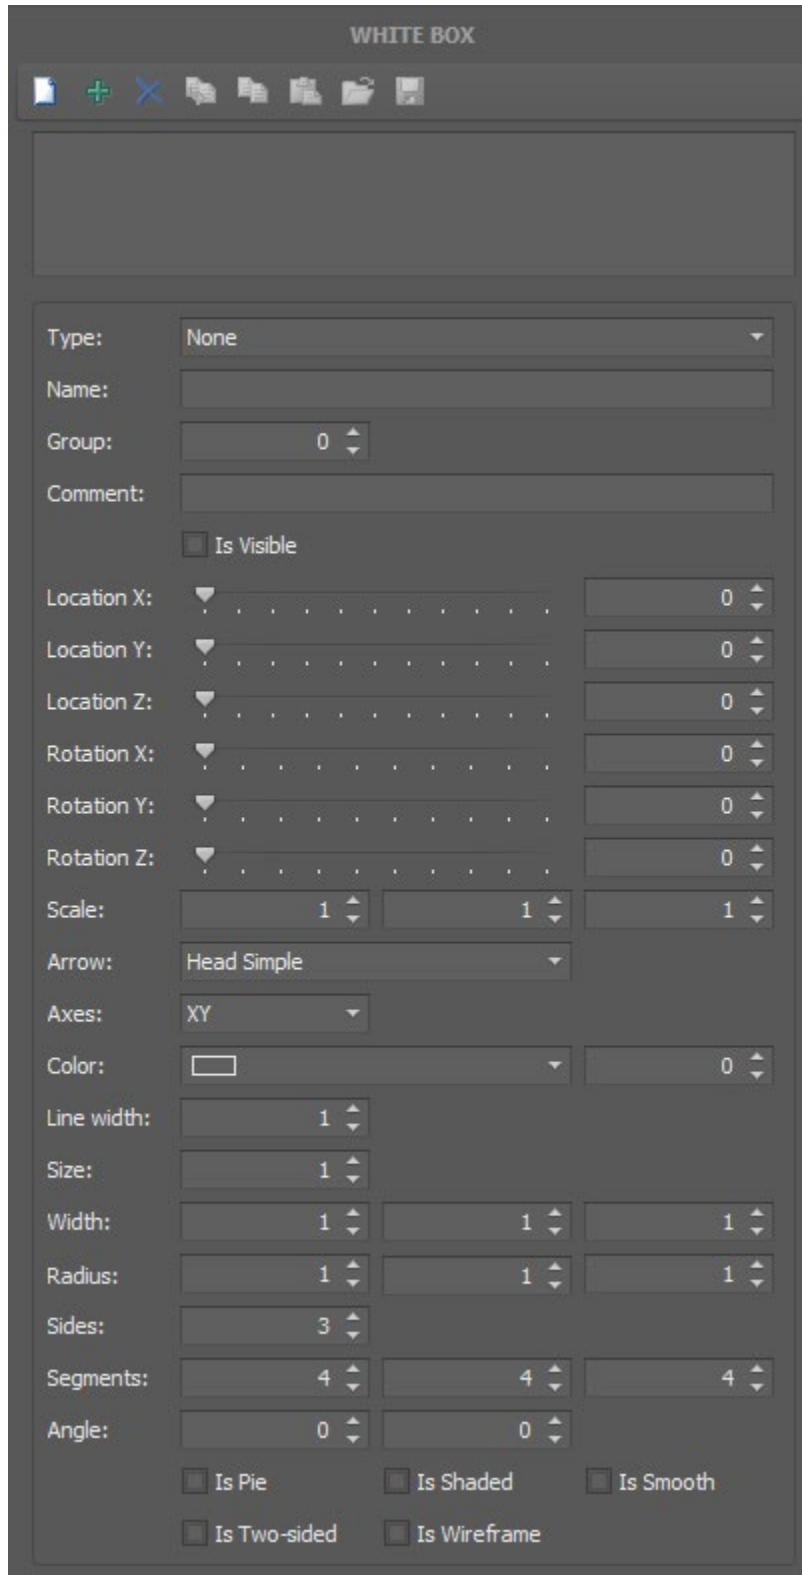 WHITE BOX
Type: None
Name:
Group: 0
Comment:
Is Visible
Location X: 0
Location Y: 0
Location Z: 0
Rotation X: 0
Rotation Y: 0
Rotation Z: 0
Scale: 1 1 1
Arrow: Head Simple
Axes: XY
Color: 0
Line width: 1
Size: 1
Width: 1 1 1
Radius: 1 1 1
Sides: 3
Segments: 4 4 4
Angle: 0 0
Is Pie Is Shaded Is Smooth
Is Two-sided Is Wireframe